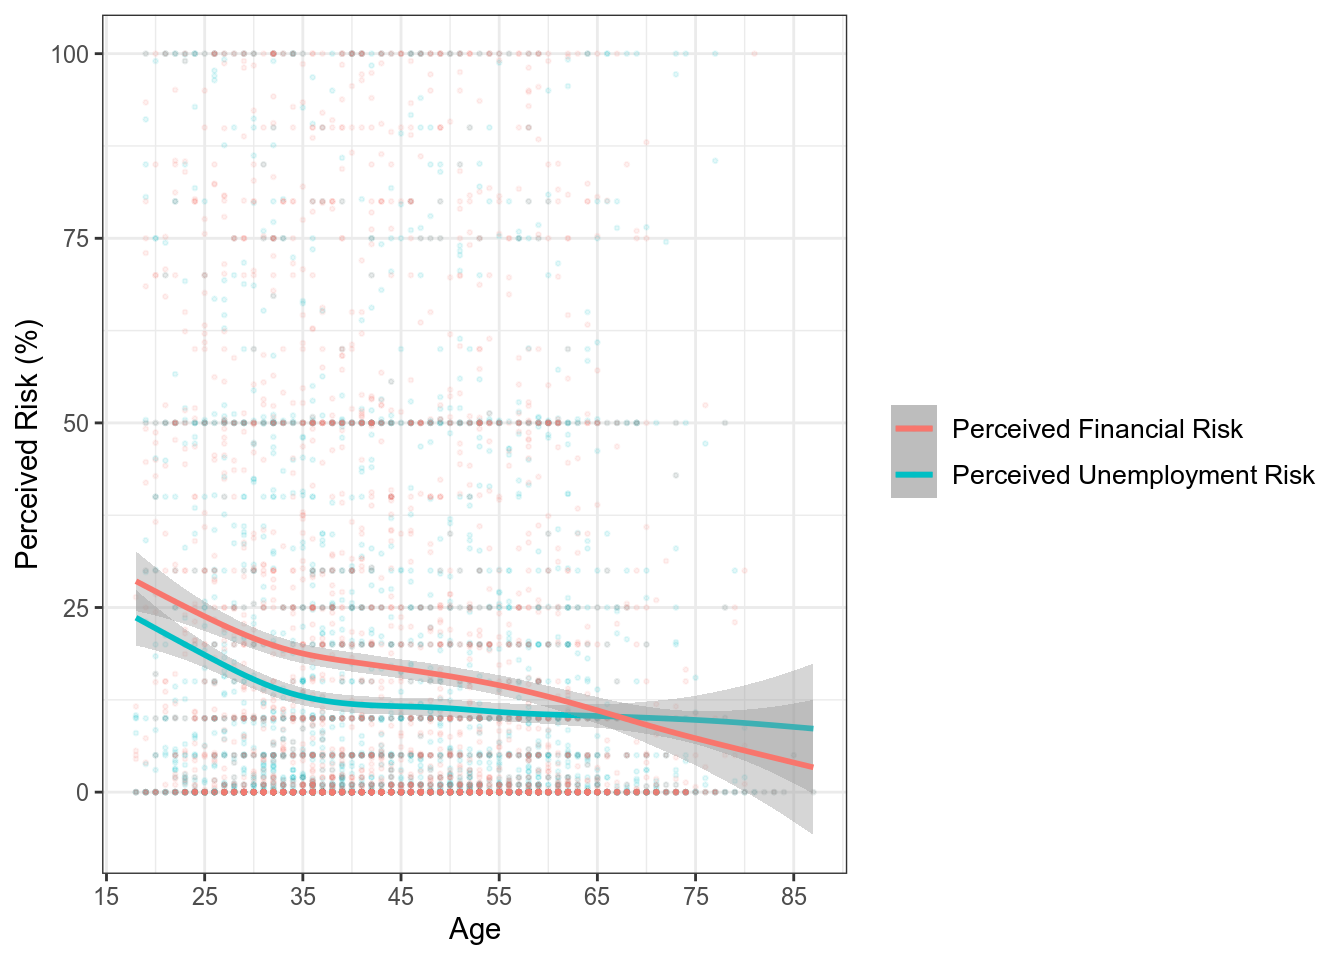 100
75
50
25
0
15 25 35 45 55 65 75 85
Age
Perceived Risk (%)
Perceived Financial Risk
Perceived Unemployment Risk